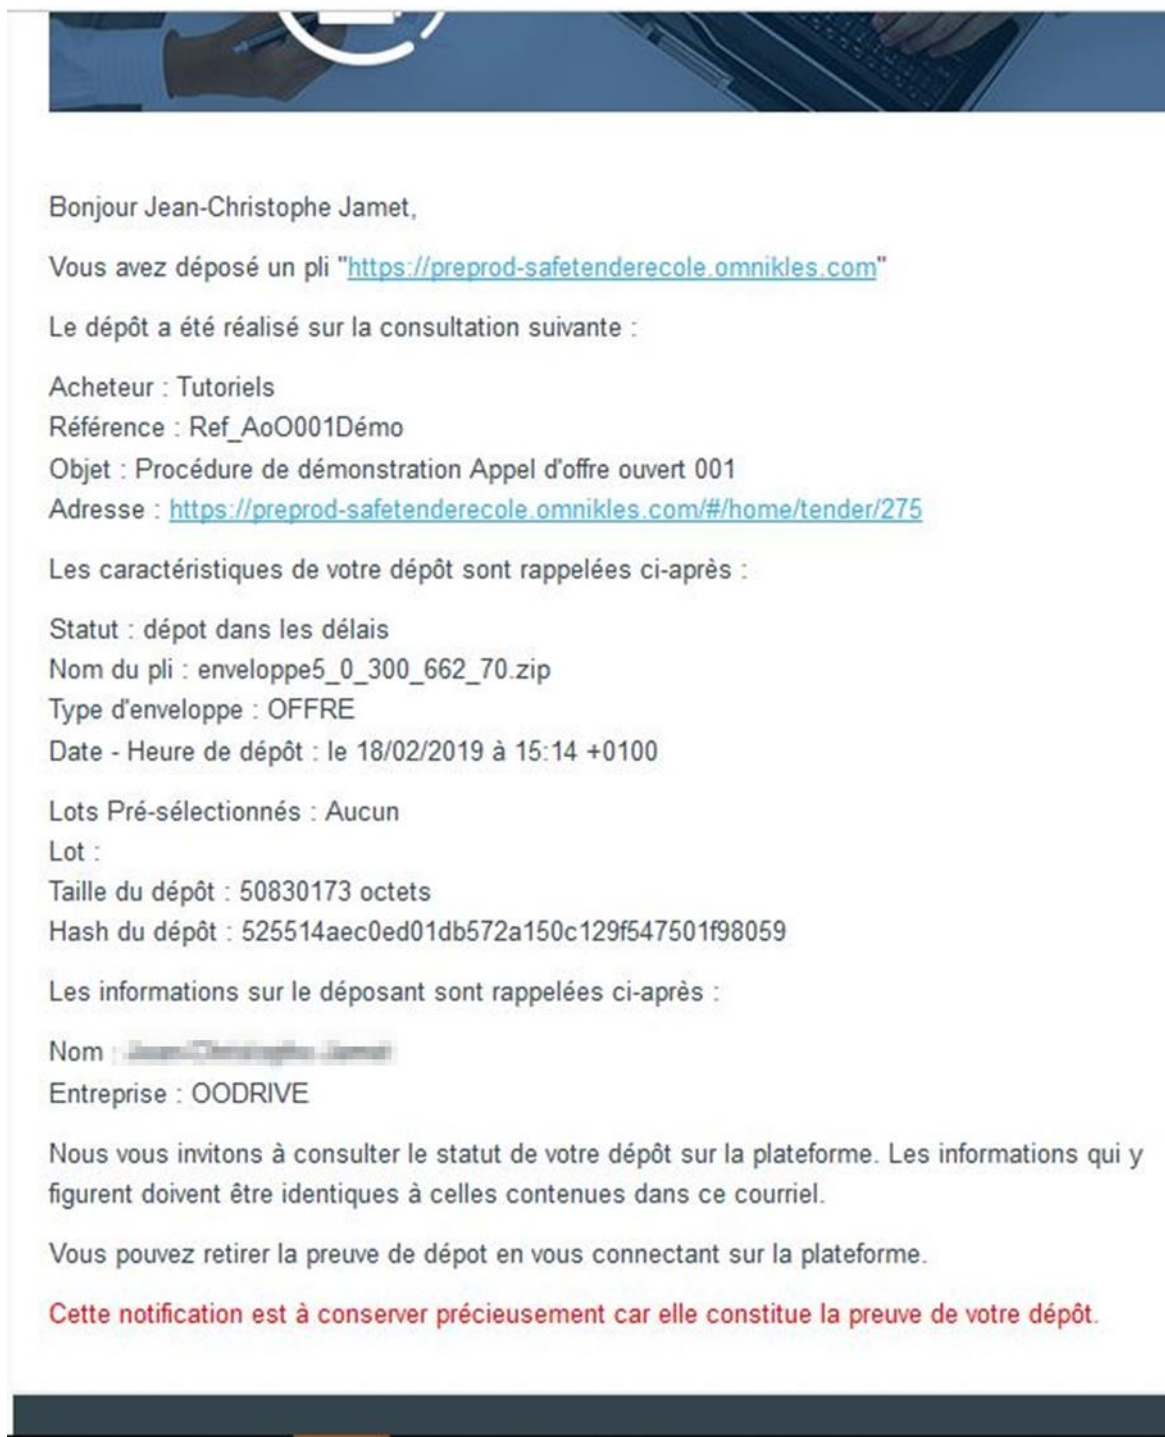 Bonjour Jean-Christophe Jamet,
Vous avez déposé un pli "https://preprod-safetenderecole.omnikles.com"
Le dépôt a été réalisé sur la consultation suivante :
Acheteur : Tutoriels
Référence : Ref_AoO001Démo
Objet : Procédure de démonstration Appel d'offre ouvert 001
Adresse : https://preprod-safetenderecole.omnikles.com/#/home/tender/275
Les caractéristiques de votre dépôt sont rappelées ci-après :
Statut : dépot dans les délais
Nom du pli : enveloppe5_0_300_662_70.zip
Type d'enveloppe : OFFRE
Date - Heure de dépôt : le 18/02/2019 à 15:14 +0100
Lots Pré-sélectionnés : Aucun
Lot :
Taille du dépôt : 50830173 octets
Hash du dépôt : 525514aec0ed01db572a150c129f547501f98059
Les informations sur le déposant sont rappelées ci-après :
Nom :
Entreprise : OODRIVE
Nous vous invitons à consulter le statut de votre dépôt sur la plateforme. Les informations qui y
figurent doivent être identiques à celles contenues dans ce courriel.
Vous pouvez retirer la preuve de dépot en vous connectant sur la plateforme.
Cette notification est à conserver précieusement car elle constitue la preuve de votre dépôt.